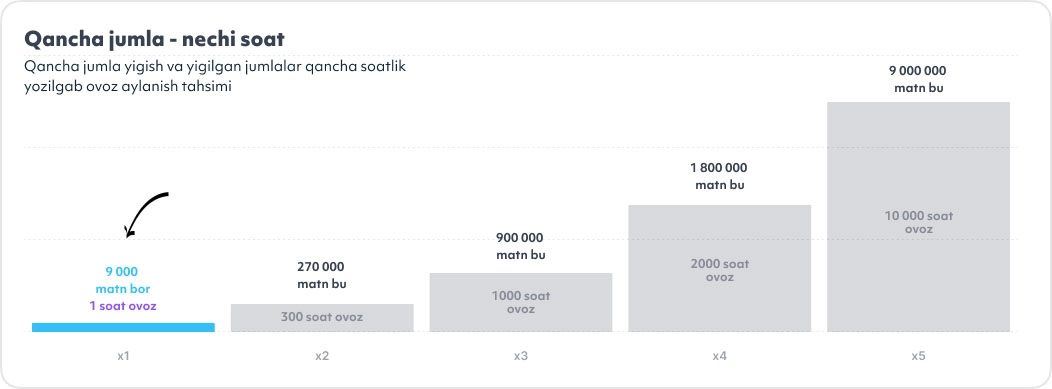 Qancha jumla - nechi soat
Qancha jumla yigish va yigilgan jumlalar qancha soatlik
yozilgab ovoz aylanish tahsimi
9 000
matn bor
1 soat ovoz
x1
270 000
matn bu
300 soat ovoz
x2
900 000
matn bu
1000 soat
ovoz
x3
1 800 000
matn bu
2000 soat
ovoz
x4
9 000 000
matn bu
10 000 soat
ovoz
x5